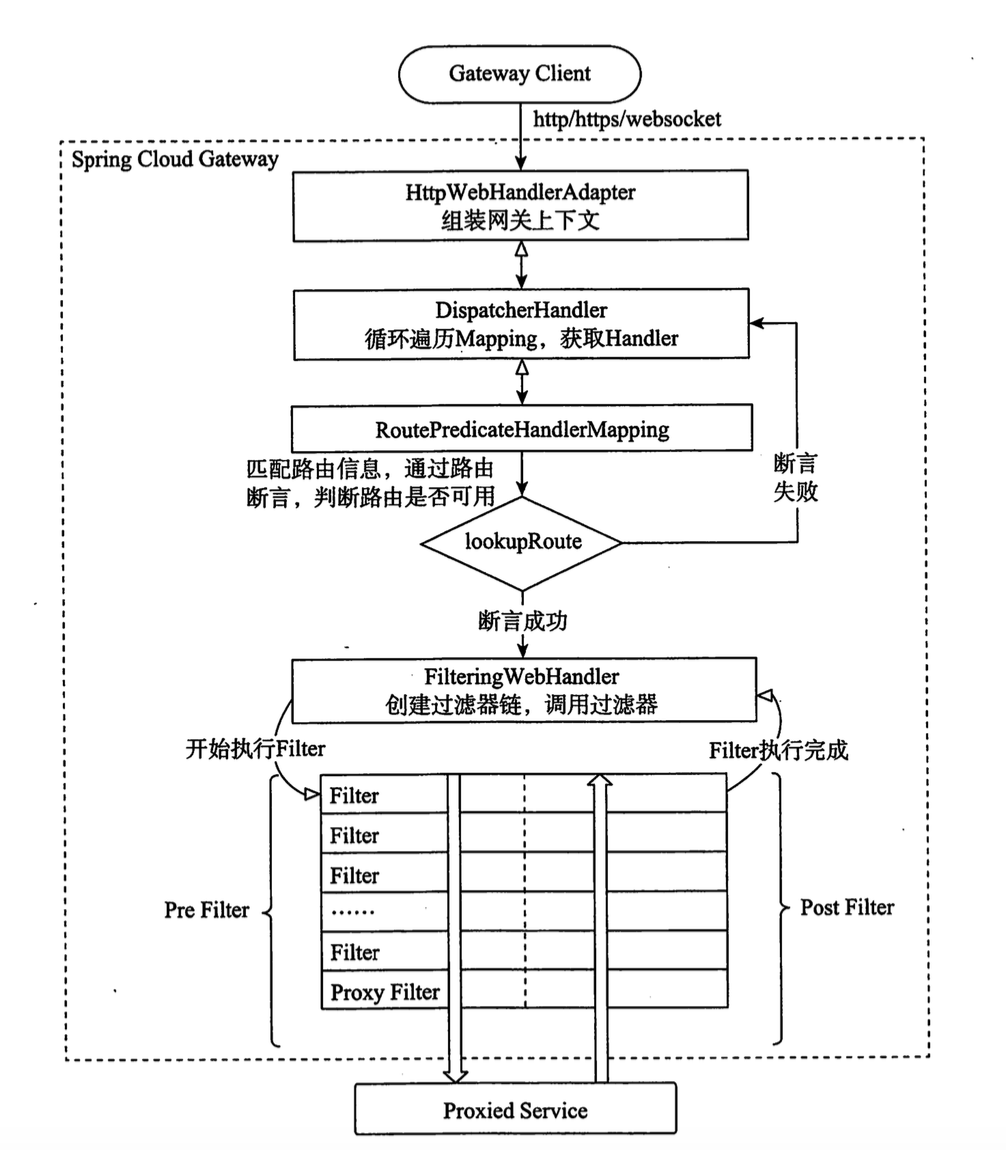 Gateway Client
http/https/websocket
Spring Cloud Gateway
HttpWebHandlerAdapter
组装网关上下文
DispatcherHandler
循环遍历Mapping，获取Handler
RoutePredicateHandlerMapping
匹配路由信息，通过路由
断言，判断路由是否可用
断言
失败
lookupRoute
断言成功
FilteringWebHandler
创建过滤器链，调用过滤器
开始执行Filter
Filter执行完成
Filter
Filter
Filter
Pre Filter
……
Post Filter
Filter
Proxy Filter
Proxied Service